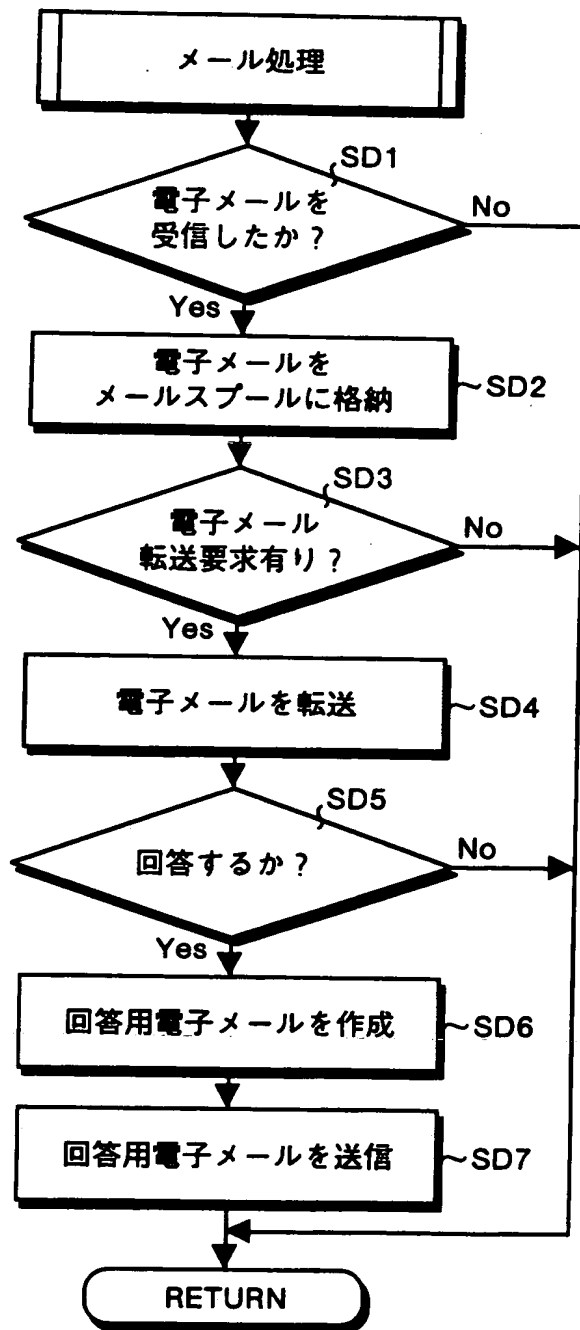 メール処理
SD1
電子メールを
受信したか?
No
Yes
電子メールを
メールスプールに格納
SD2
SD3
電子メール
転送要求有り?
No
Yes
電子メールを転送
SD4
SD5
回答するか?
No
Yes
回答用電子メールを作成
SD6
回答用電子メールを送信
SD7
RETURN